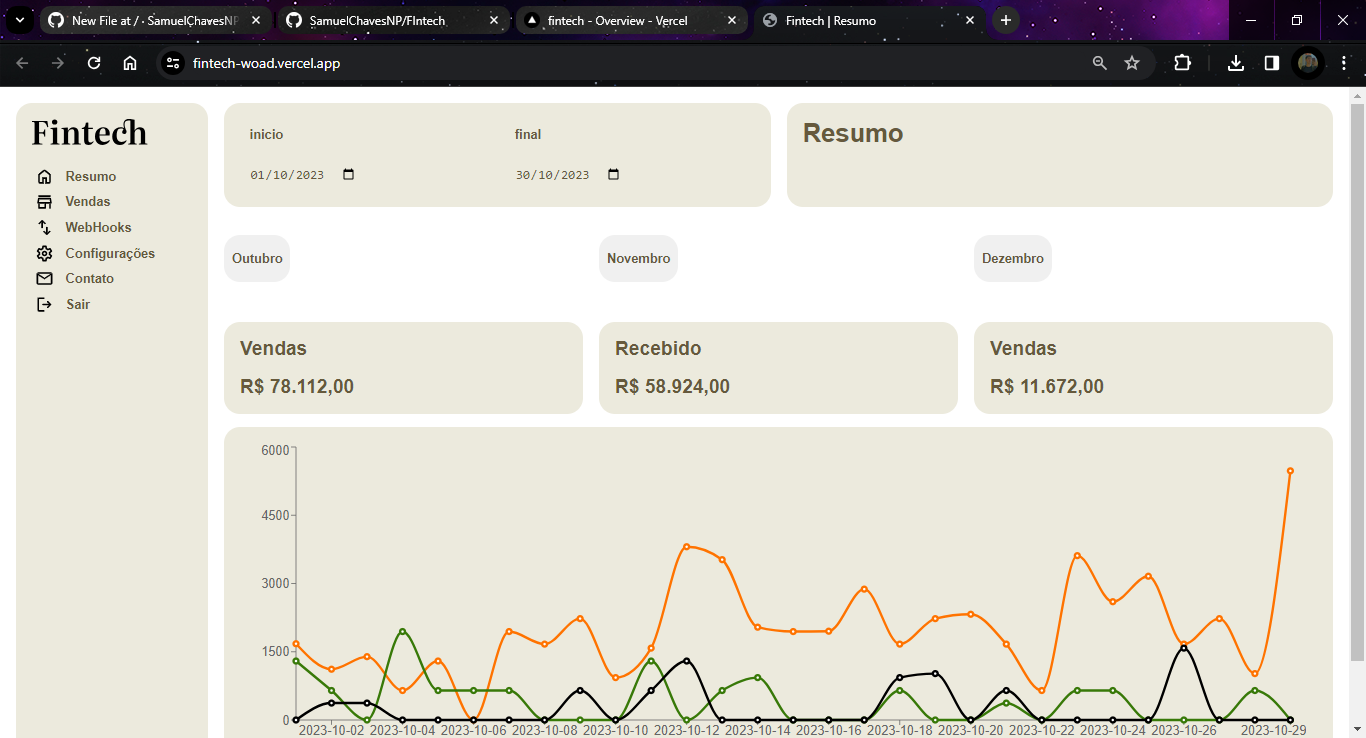 New File at / · SamuelChavesNP
SamuelChavesNP/FIntech
fintech - Overview - Vercel
Fintech | Resumo
fintech-woad.vercel.app
Fintech
Resumo
Vendas
WebHooks
Configurações
Contato
Sair
inicio
final
01/10/2023
30/10/2023
Resumo
Outubro
Novembro
Dezembro
Vendas
R$ 78.112,00
Recebido
R$ 58.924,00
Vendas
R$ 11.672,00
6000
4500
3000
1500
0
2023-10-02 2023-10-04 2023-10-06 2023-10-08 2023-10-10 2023-10-12 2023-10-14 2023-10-16 2023-10-18 2023-10-20 2023-10-22 2023-10-24 2023-10-26 2023-10-29